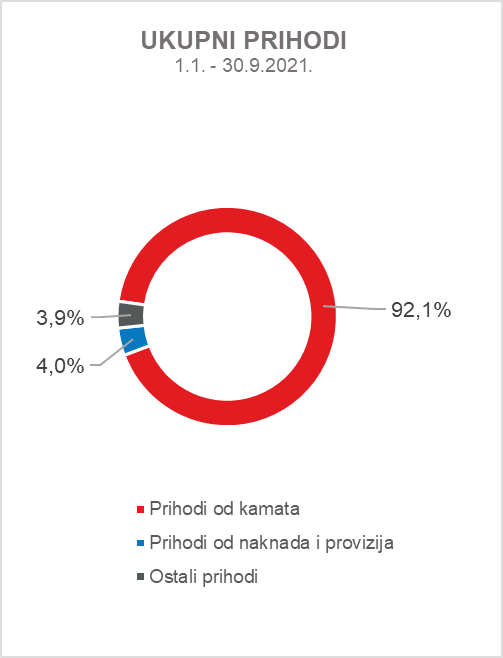 UKUPNI PRIHODI
1.1. - 30.9.2021.
92,1%
3,9%
4,0%
Prihodi od kamata
Prihodi od naknada i provizija
Ostali prihodi